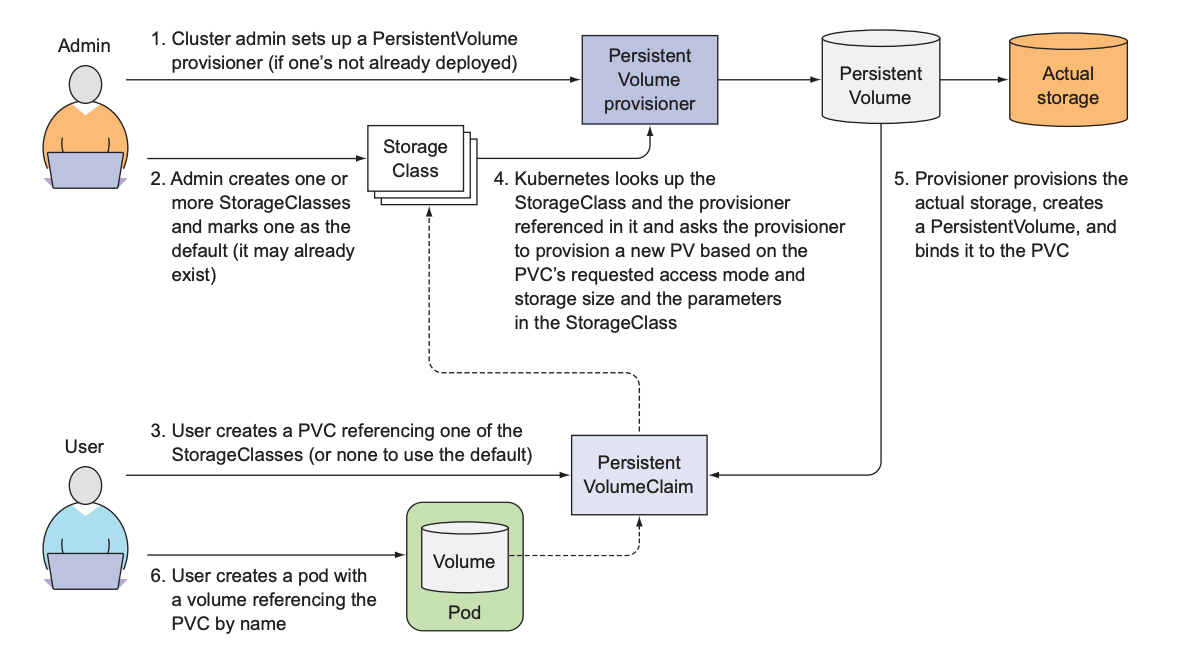 Admin
1. Cluster admin sets up a PersistentVolume
provisioner (if one's not already deployed)
Persistent
Volume
provisioner
Persistent
Volume
Actual
storage
Storage
Class
2. Admin creates one or
more StorageClasses
and marks one as the
default (it may already
exist)
4. Kubernetes looks up the
StorageClass and the provisioner
referenced in it and asks the provisioner
to provision a new PV based on the
PVC's requested access mode and
storage size and the parameters
in the StorageClass
5. Provisioner provisions the
actual storage, creates
a PersistentVolume, and
binds it to the PVC
User
3. User creates a PVC referencing one of the
StorageClasses (or none to use the default)
Persistent
VolumeClaim
Volume
Pod
6. User creates a pod with
a volume referencing the
PVC by name